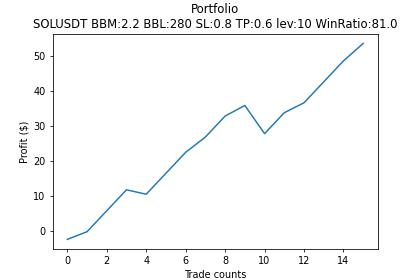 Portfolio
SOLUSDT BBM:2.2 BBL:280 SL:0.8 TP:0.6 lev:10 WinRatio:81.0
50
40
30
20
10
0
Profit ($)
0 2 4 6 8 10 12 14
Trade counts